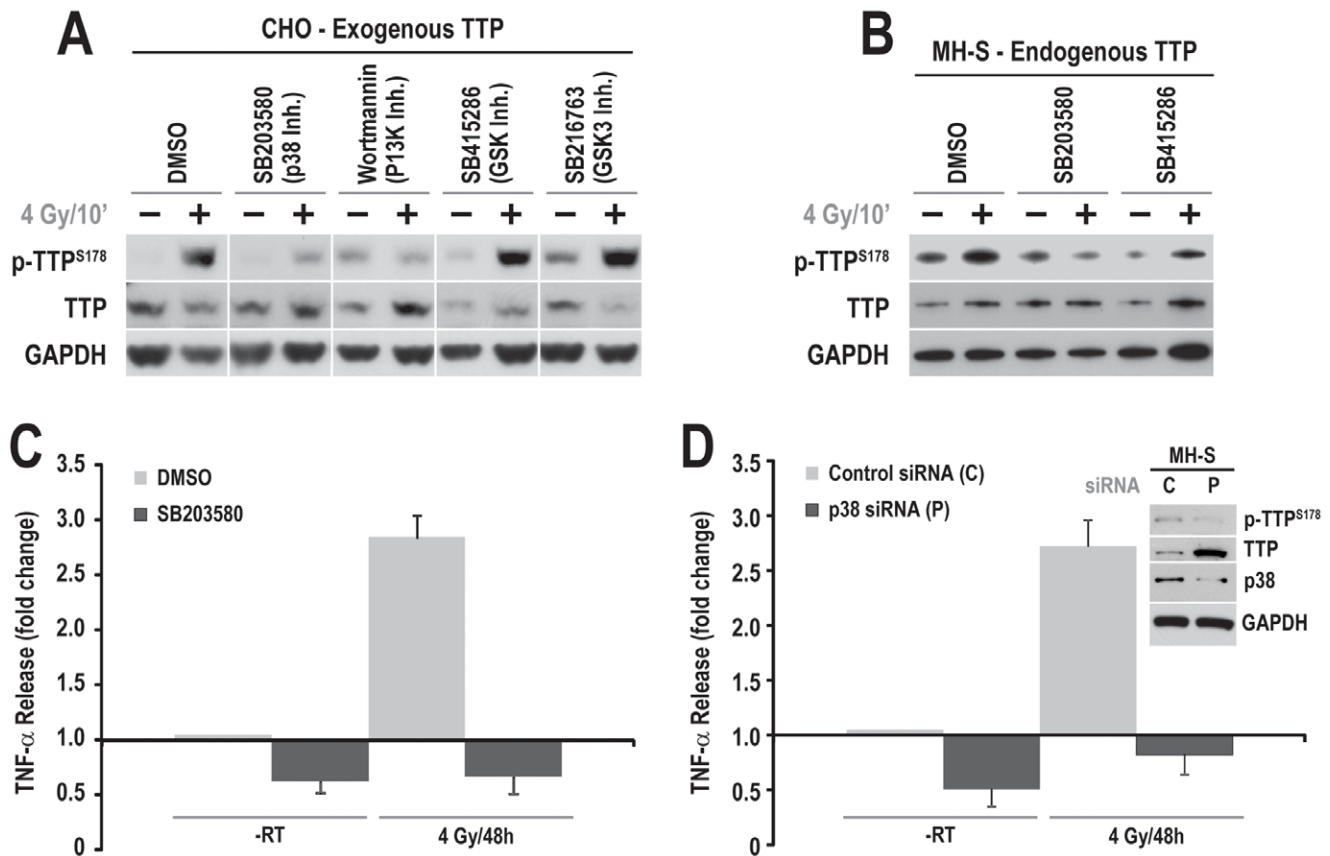 A
CHO - Exogenous TTP
DMSO
SB203580
(p38 Inh.)
Wortmannin
(P13K Inh.)
SB415286
(GSK Inh.)
SB216763
(GSK3 Inh.)
4 Gy/10’ − + − + − + − + − +
p-TTPS178
TTP
GAPDH
B
MH-S - Endogenous TTP
DMSO
SB203580
SB415286
4 Gy/10’ − + − + − +
p-TTPS178
TTP
GAPDH
C
TNF-α Release (fold change)
3.5
3.0
2.5
2.0
1.5
1.0
0.5
0
DMSO
SB203580
-RT
4 Gy/48h
D
TNF-α Release (fold change)
3.5
3.0
2.5
2.0
1.5
1.0
0.5
0
Control siRNA (C)
p38 siRNA (P)
MH-S
siRNA C P
p-TTPS178
TTP
p38
GAPDH
-RT
4 Gy/48h